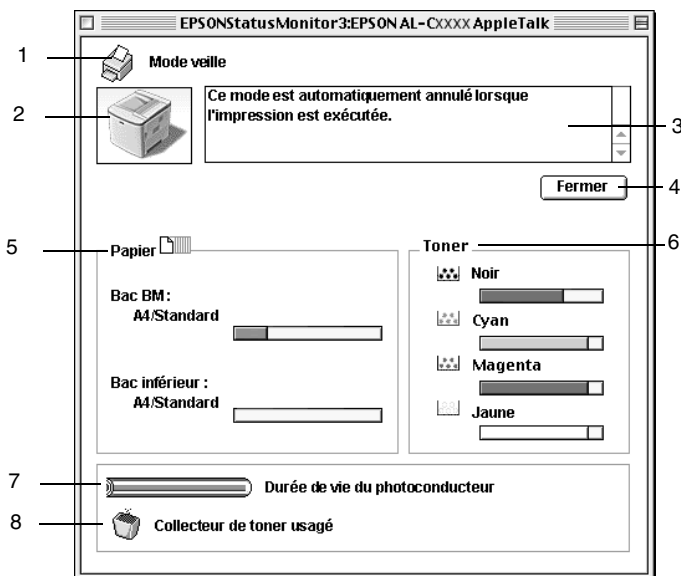 EPSONStatusMonitor3:EPSON AL-CXXXX AppleTalk
1
Mode veille
2
Ce mode est automatiquement annulé lorsque
l'impression est exécutée.
3
Fermer
4
5
Papier
Toner
6
Noir
Bac BM :
A4/Standard
Cyan
Magenta
Bac inférieur :
A4/Standard
Jaune
7
Durée de vie du photoconducteur
8
Collecteur de toner usagé